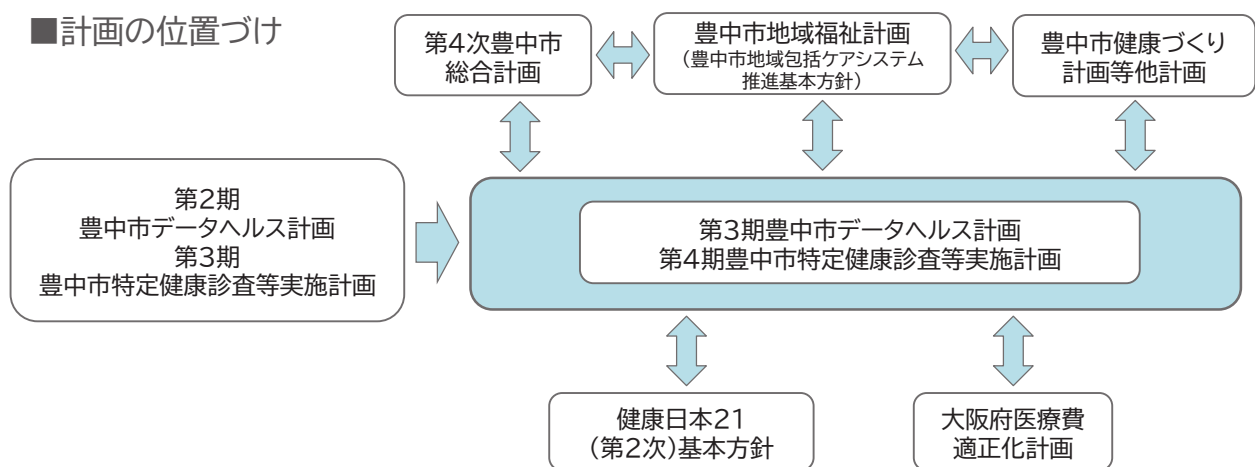 ■計画の位置づけ
第4次豊中市
総合計画
豊中市地域福祉計画
(豊中市地域包括ケアシステム
推進基本方針)
豊中市健康づくり
計画等他計画
第2期
豊中市データヘルス計画
第3期
豊中市特定健康診査等実施計画
第3期豊中市データヘルス計画
第4期豊中市特定健康診査等実施計画
健康日本21
(第2次)基本方針
大阪府医療費
適正化計画